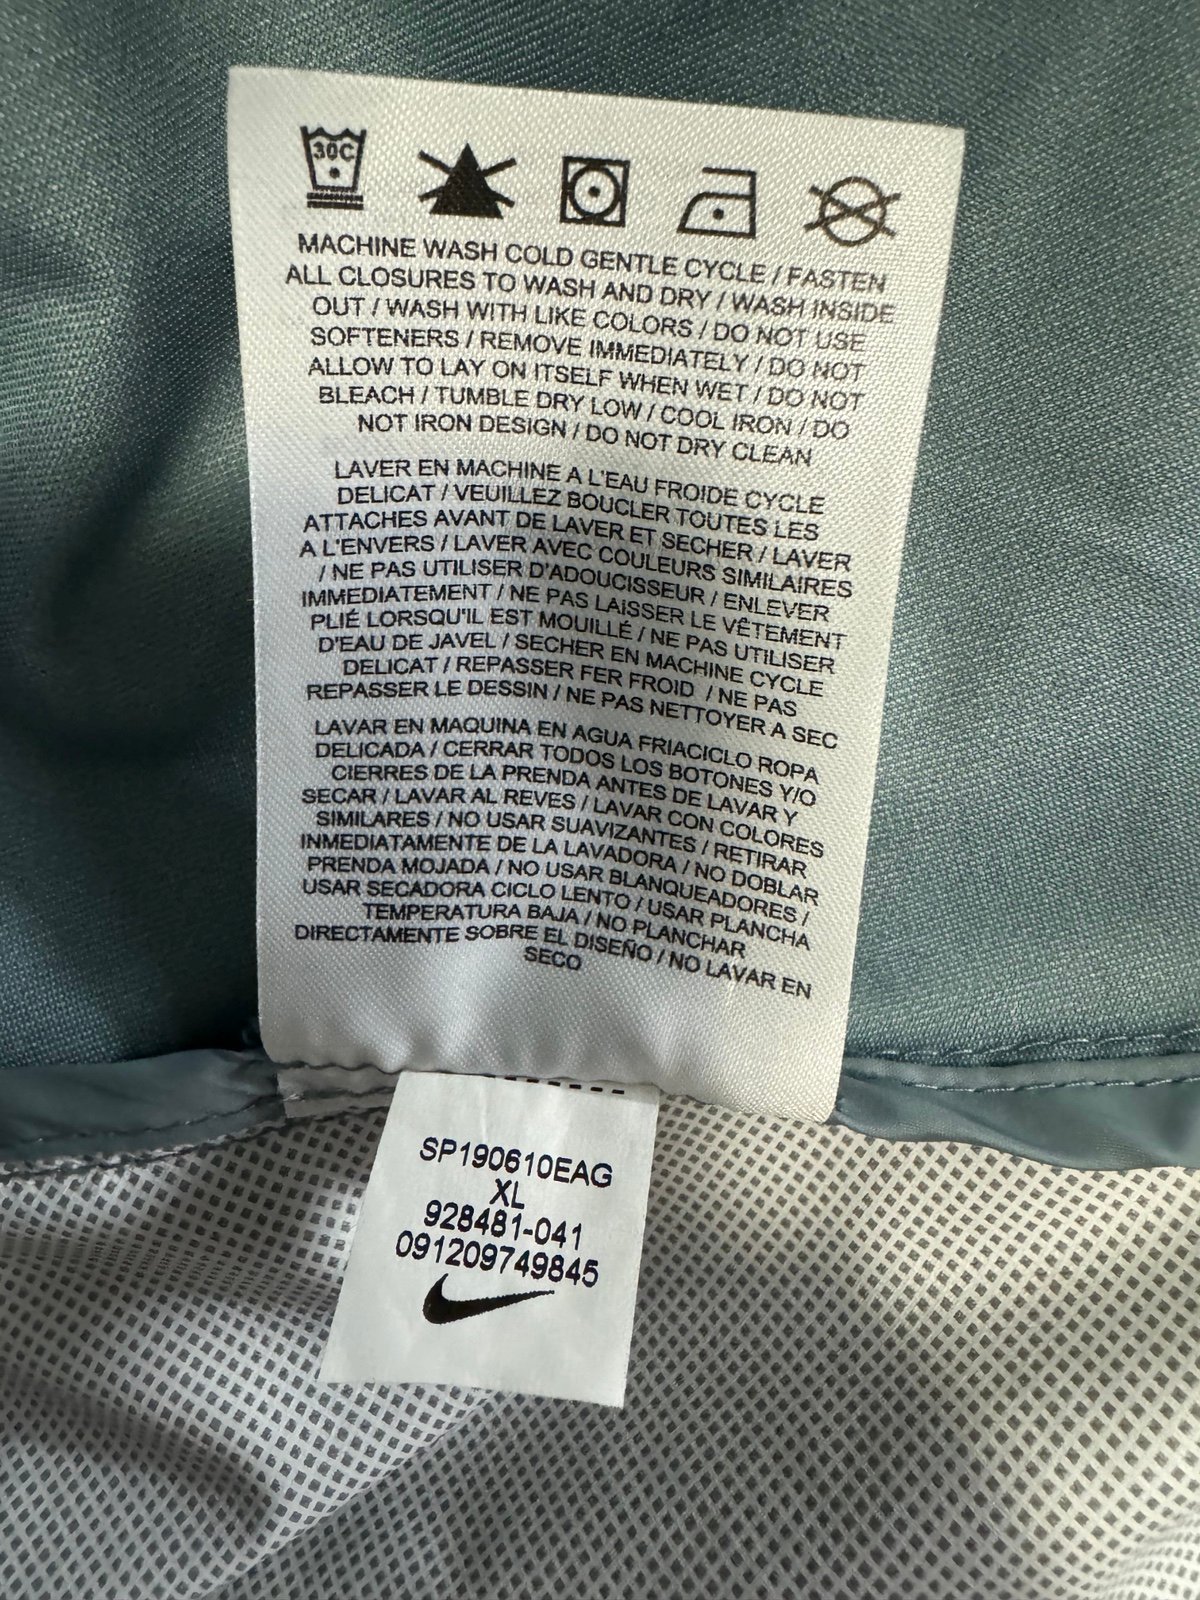 30C
MACHINE WASH COLD GENTLE CYCLE / FASTEN
ALL CLOSURES TO WASH AND DRY / WASH INSIDE
OUT / WASH WITH LIKE COLORS / DO NOT USE
SOFTENERS / REMOVE IMMEDIATELY / DO NOT
ALLOW TO LAY ON ITSELF WHEN WET / DO NOT
BLEACH / TUMBLE DRY LOW / COOL IRON / DO
NOT IRON DESIGN / DO NOT DRY CLEAN
LAVER EN MACHINE A L'EAU FROIDE CYCLE
DELICAT / VEUILLEZ BOUCLER TOUTES LES
ATTACHES AVANT DE LAVER ET SECHER / LAVER
A L'ENVERS / LAVER AVEC COULEURS SIMILAIRES
/ NE PAS UTILISER D'ADOUCISSEUR / ENLEVER
IMMEDIATEMENT / NE PAS LAISSER LE VÊTEMENT
PLIÉ LORSQU'IL EST MOUILLÉ / NE PAS UTILISER
D'EAU DE JAVEL / SECHER EN MACHINE CYCLE
DELICAT / REPASSER FER FROID / NE PAS
REPASSER LE DESSIN / NE PAS NETTOYER A SEC
LAVAR EN MAQUINA EN AGUA FRIACICLO ROPA
DELICADA / CERRAR TODOS LOS BOTONES Y/O
CIERRES DE LA PRENDA ANTES DE LAVAR Y
SECAR / LAVAR AL REVES / LAVAR CON COLORES
SIMILARES / NO USAR SUAVIZANTES / RETIRAR
INMEDIATAMENTE DE LA LAVADORA / NO DOBLAR
PRENDA MOJADA / NO USAR BLANQUEADORES /
USAR SECADORA CICLO LENTO / USAR PLANCHA
TEMPERATURA BAJA / NO PLANCHAR
DIRECTAMENTE SOBRE EL DISEÑO / NO LAVAR EN
SECO
SP190610EAG
XL
928481-041
091209749845